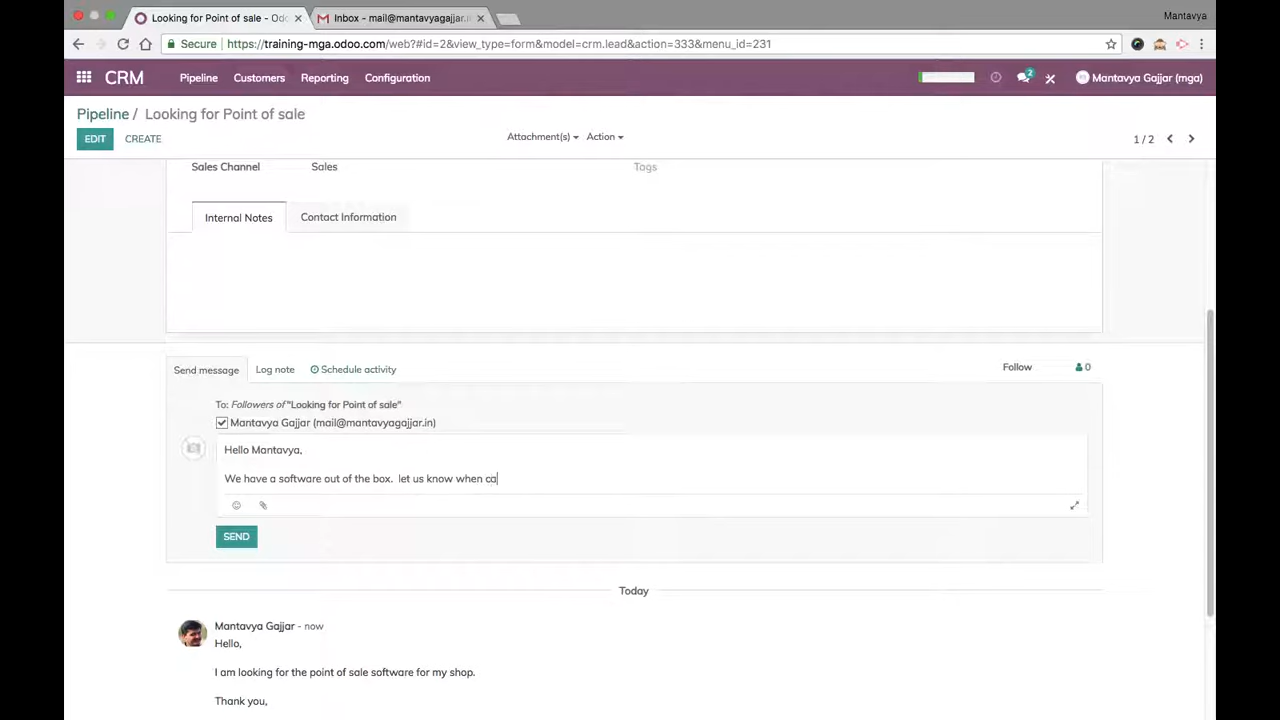 Looking for Point of sale - Odo
Inbox - mail@mantavyagajjar.i
Mantavya
Secure https://training-mga.odoo.com/web?#id=2&view_type=form&model=crm.lead&action=333&menu_id=231
CRM Pipeline Customers Reporting Configuration 2 Mantavya Gajjar (mga)
Pipeline / Looking for Point of sale
EDIT CREATE Attachment(s) Action 1 / 2
Sales Channel Sales Tags
Internal Notes Contact Information
Send message Log note Schedule activity Follow 0
To: Followers of "Looking for Point of sale"
Mantavya Gajjar (mail@mantavyagajjar.in)
Hello Mantavya,
We have a software out of the box.  let us know when ca
SEND
Today
Mantavya Gajjar - now
Hello,
I am looking for the point of sale software for my shop.
Thank you,